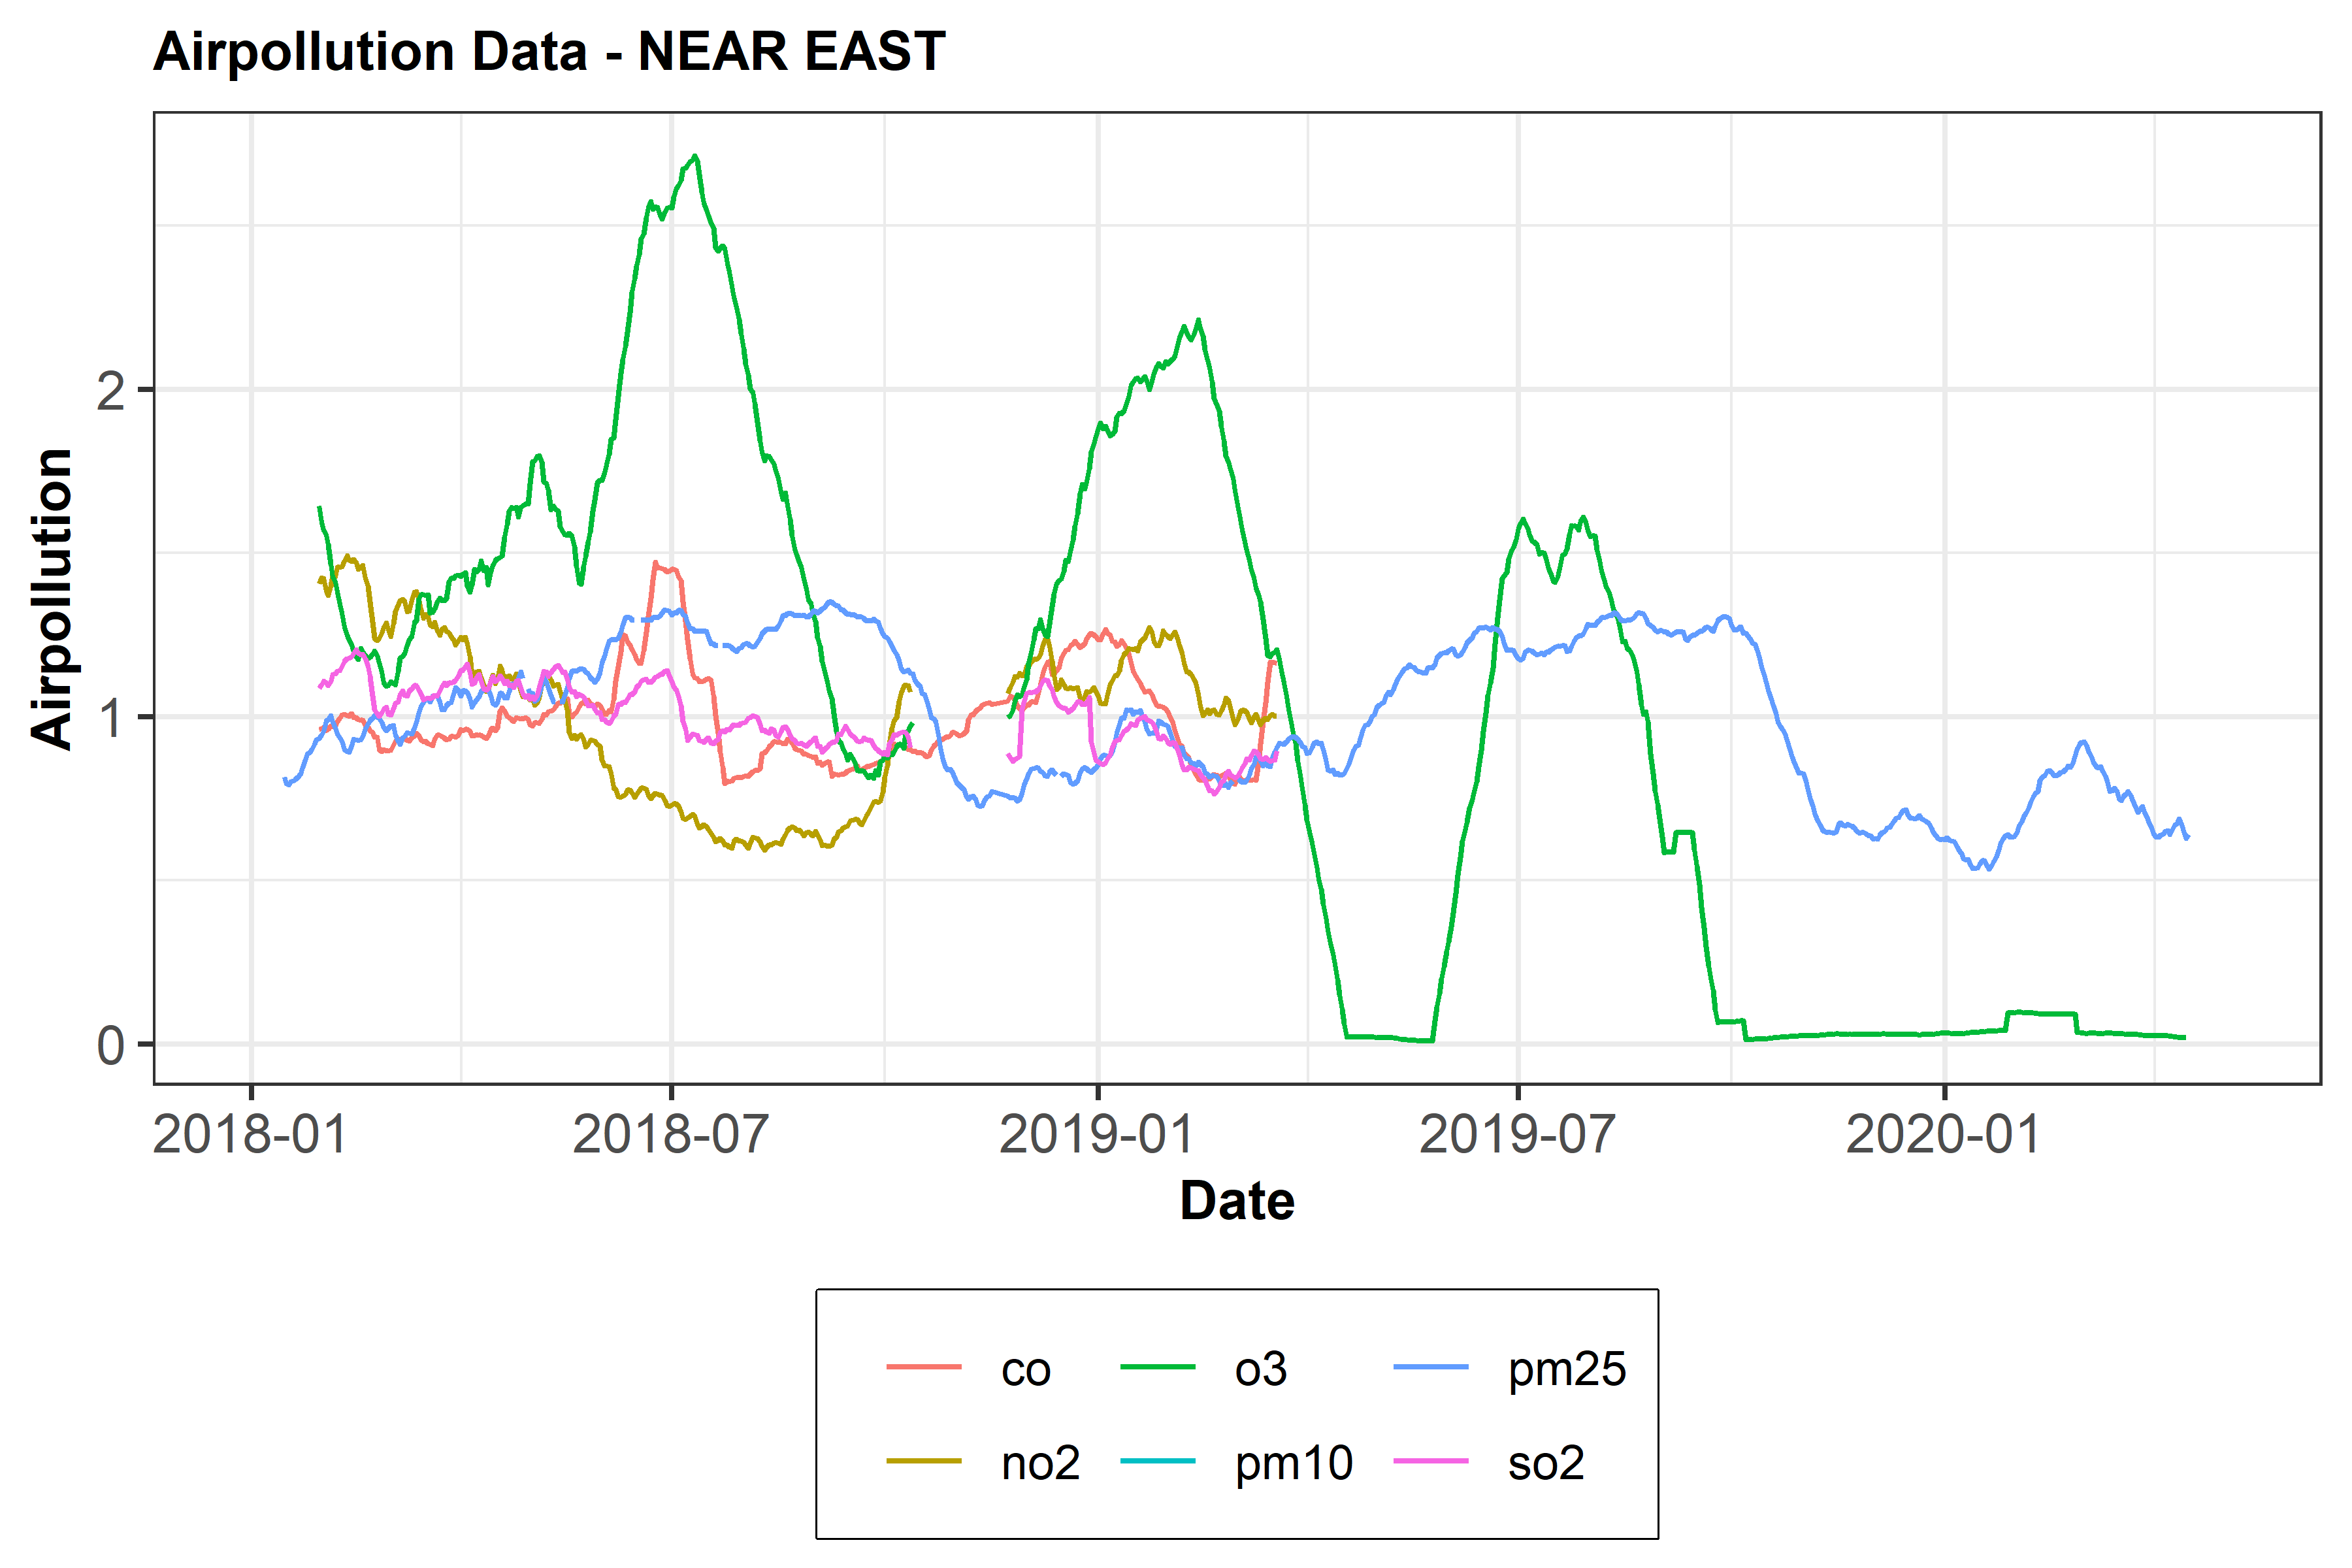 Airpollution Data - NEAR EAST
Airpollution
2
1
0
2018-01 2018-07 2019-01 2019-07 2020-01
Date
co o3 pm25
no2 pm10 so2